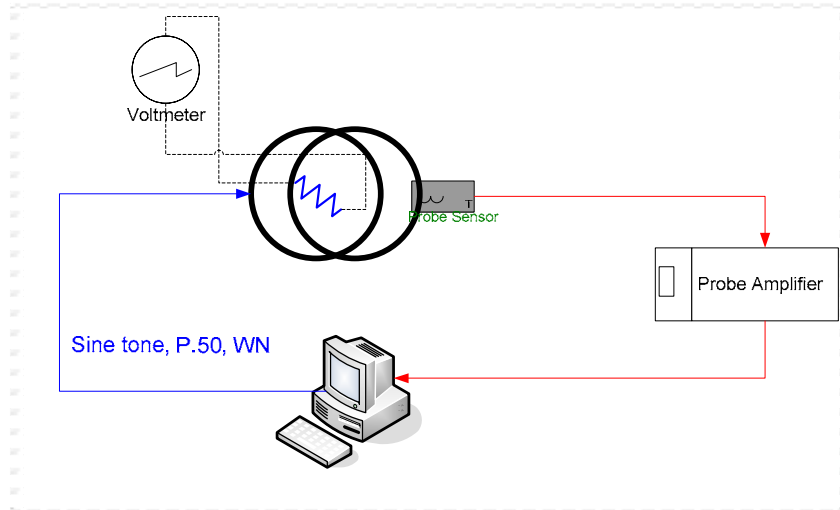 Voltmeter
T
Probe Sensor
Probe Amplifier
Sine tone, P.50, WN